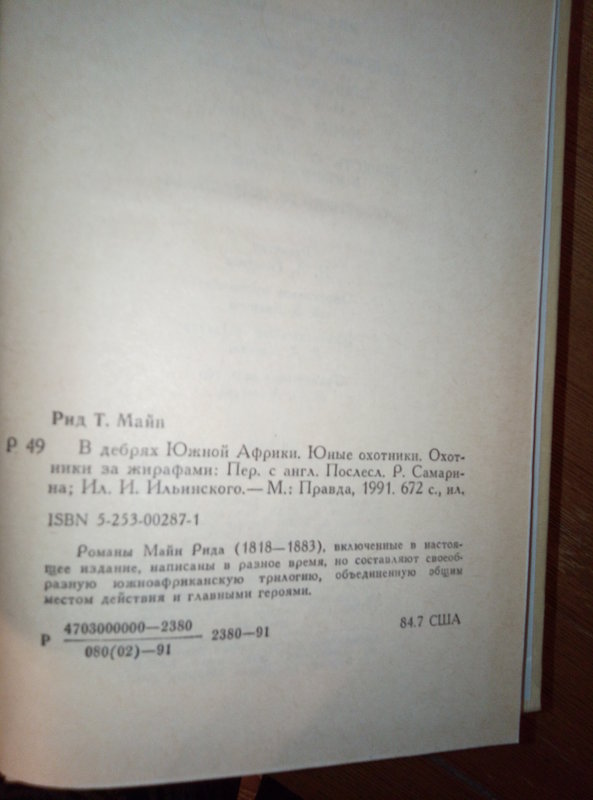 Рид Т. Майн
Р 49 В дебрях Южной Африки. Юные охотники. Охот-
ники за жирафами: Пер. с англ. Послесл. Р. Самари-
на; Ил. И. Ильинского.— М.: Правда, 1991. 672 с., ил.
ISBN 5-253-00287-1
Романы Майн Рида (1818—1883), включенные в настоя-
щее издание, написаны в разное время, но составляют своеоб-
разную южноафриканскую трилогию, объединенную общим
местом действия и главными героями.
Р 4703000000—2380 2380—91 84.7 США
080(02)—91